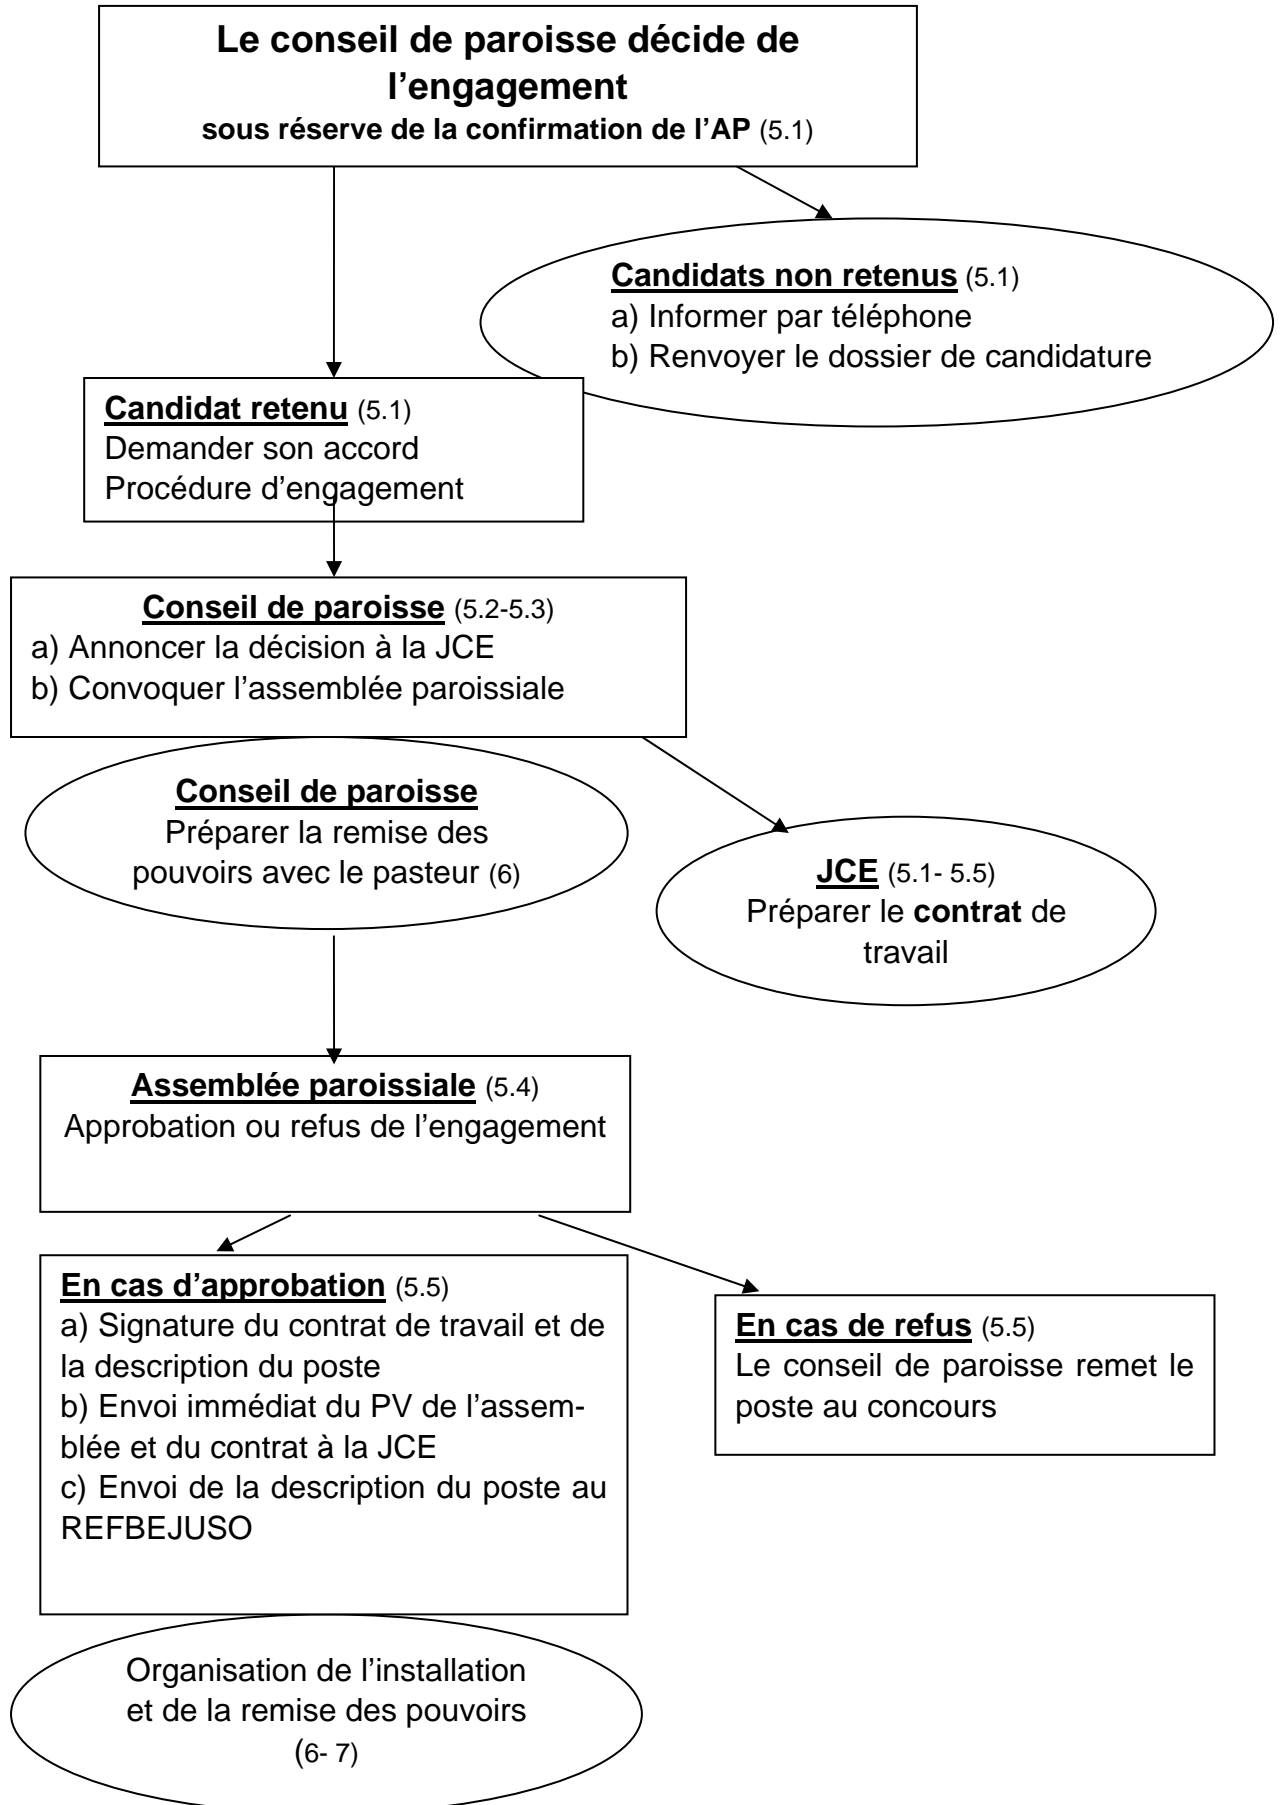 Le conseil de paroisse décide de
l’engagement
sous réserve de la confirmation de l’AP (5.1)
Candidats non retenus (5.1)
a) Informer par téléphone
b) Renvoyer le dossier de candidature
Candidat retenu (5.1)
Demander son accord
Procédure d’engagement
Conseil de paroisse (5.2-5.3)
a) Annoncer la décision à la JCE
b) Convoquer l’assemblée paroissiale
Conseil de paroisse
Préparer la remise des
pouvoirs avec le pasteur (6)
JCE (5.1- 5.5)
Préparer le contrat de
travail
Assemblée paroissiale (5.4)
Approbation ou refus de l’engagement
En cas d’approbation (5.5)
a) Signature du contrat de travail et de
la description du poste
b) Envoi immédiat du PV de l’assem-
blée et du contrat à la JCE
c) Envoi de la description du poste au
REFBEJUSO
En cas de refus (5.5)
Le conseil de paroisse remet le
poste au concours
Organisation de l’installation
et de la remise des pouvoirs
(6- 7)